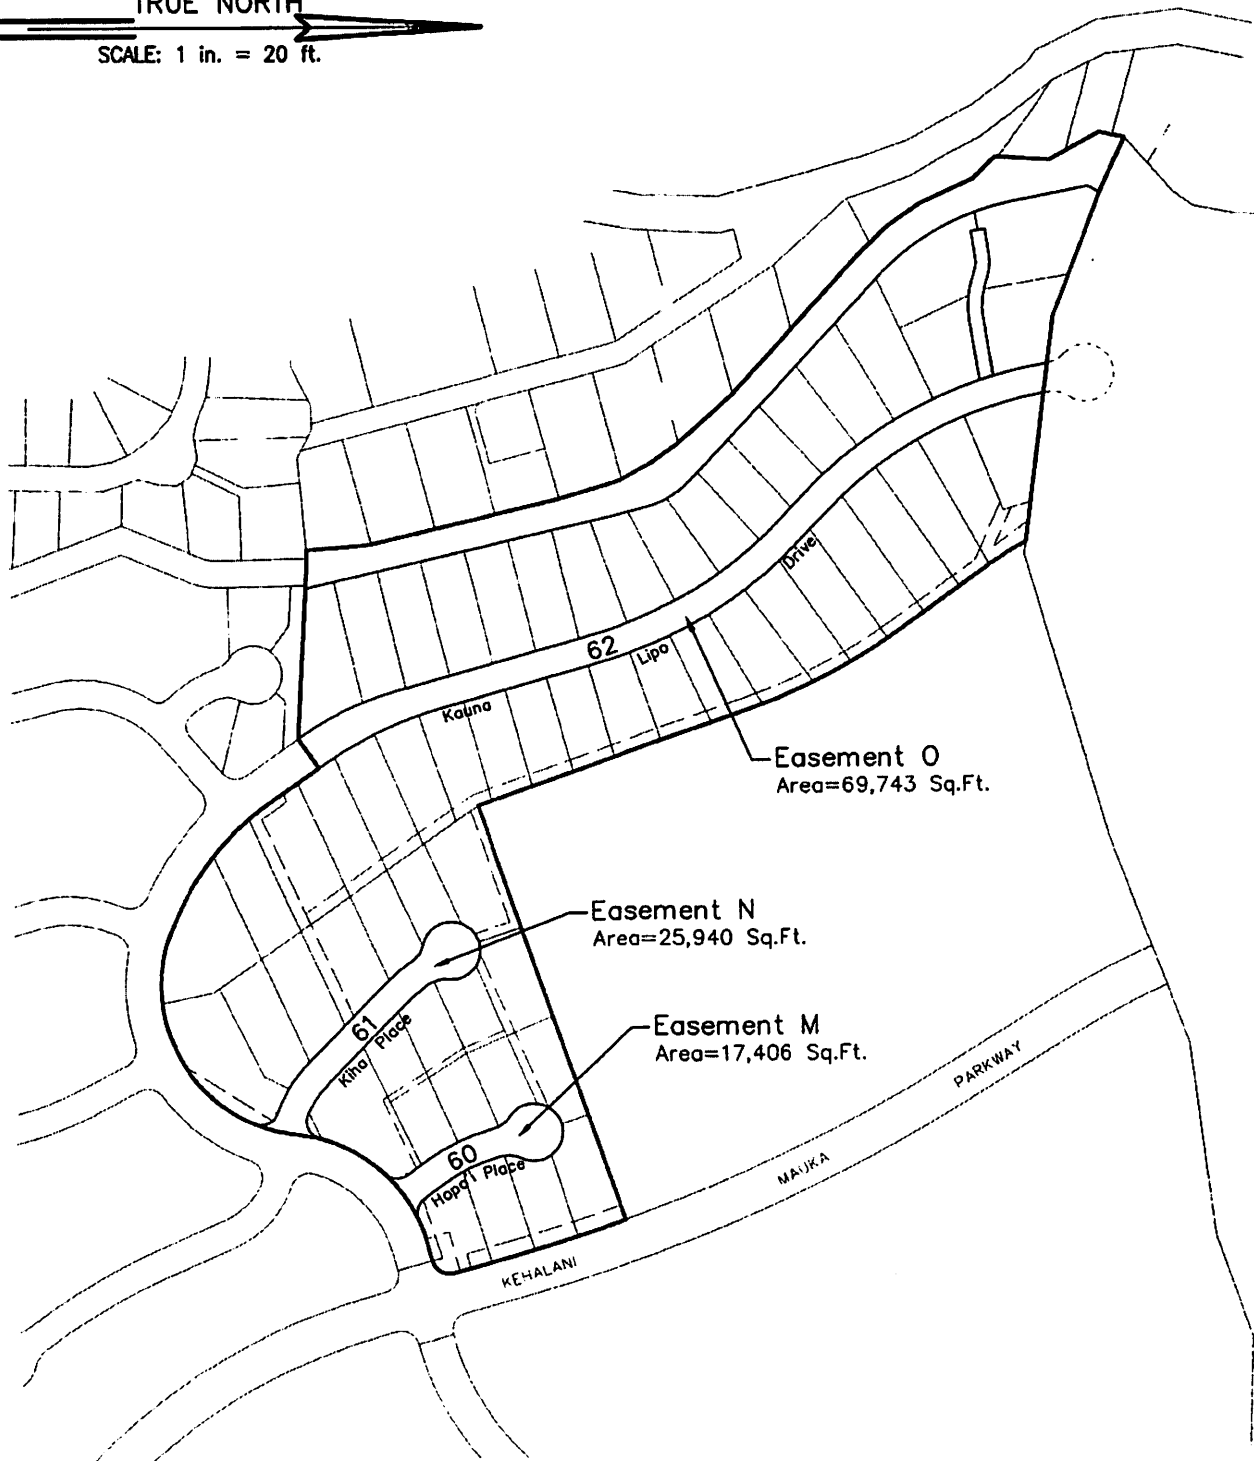 TRUE NORTH
SCALE: 1 in. = 20 ft.
62
Kauna
Lipo
Drive
Easement O
Area=69,743 Sq.Ft.
Easement N
Area=25,940 Sq.Ft.
61
Kiha Place
Easement M
Area=17,406 Sq.Ft.
60
Hopoi Place
KEHALANI
MAUKA
PARKWAY